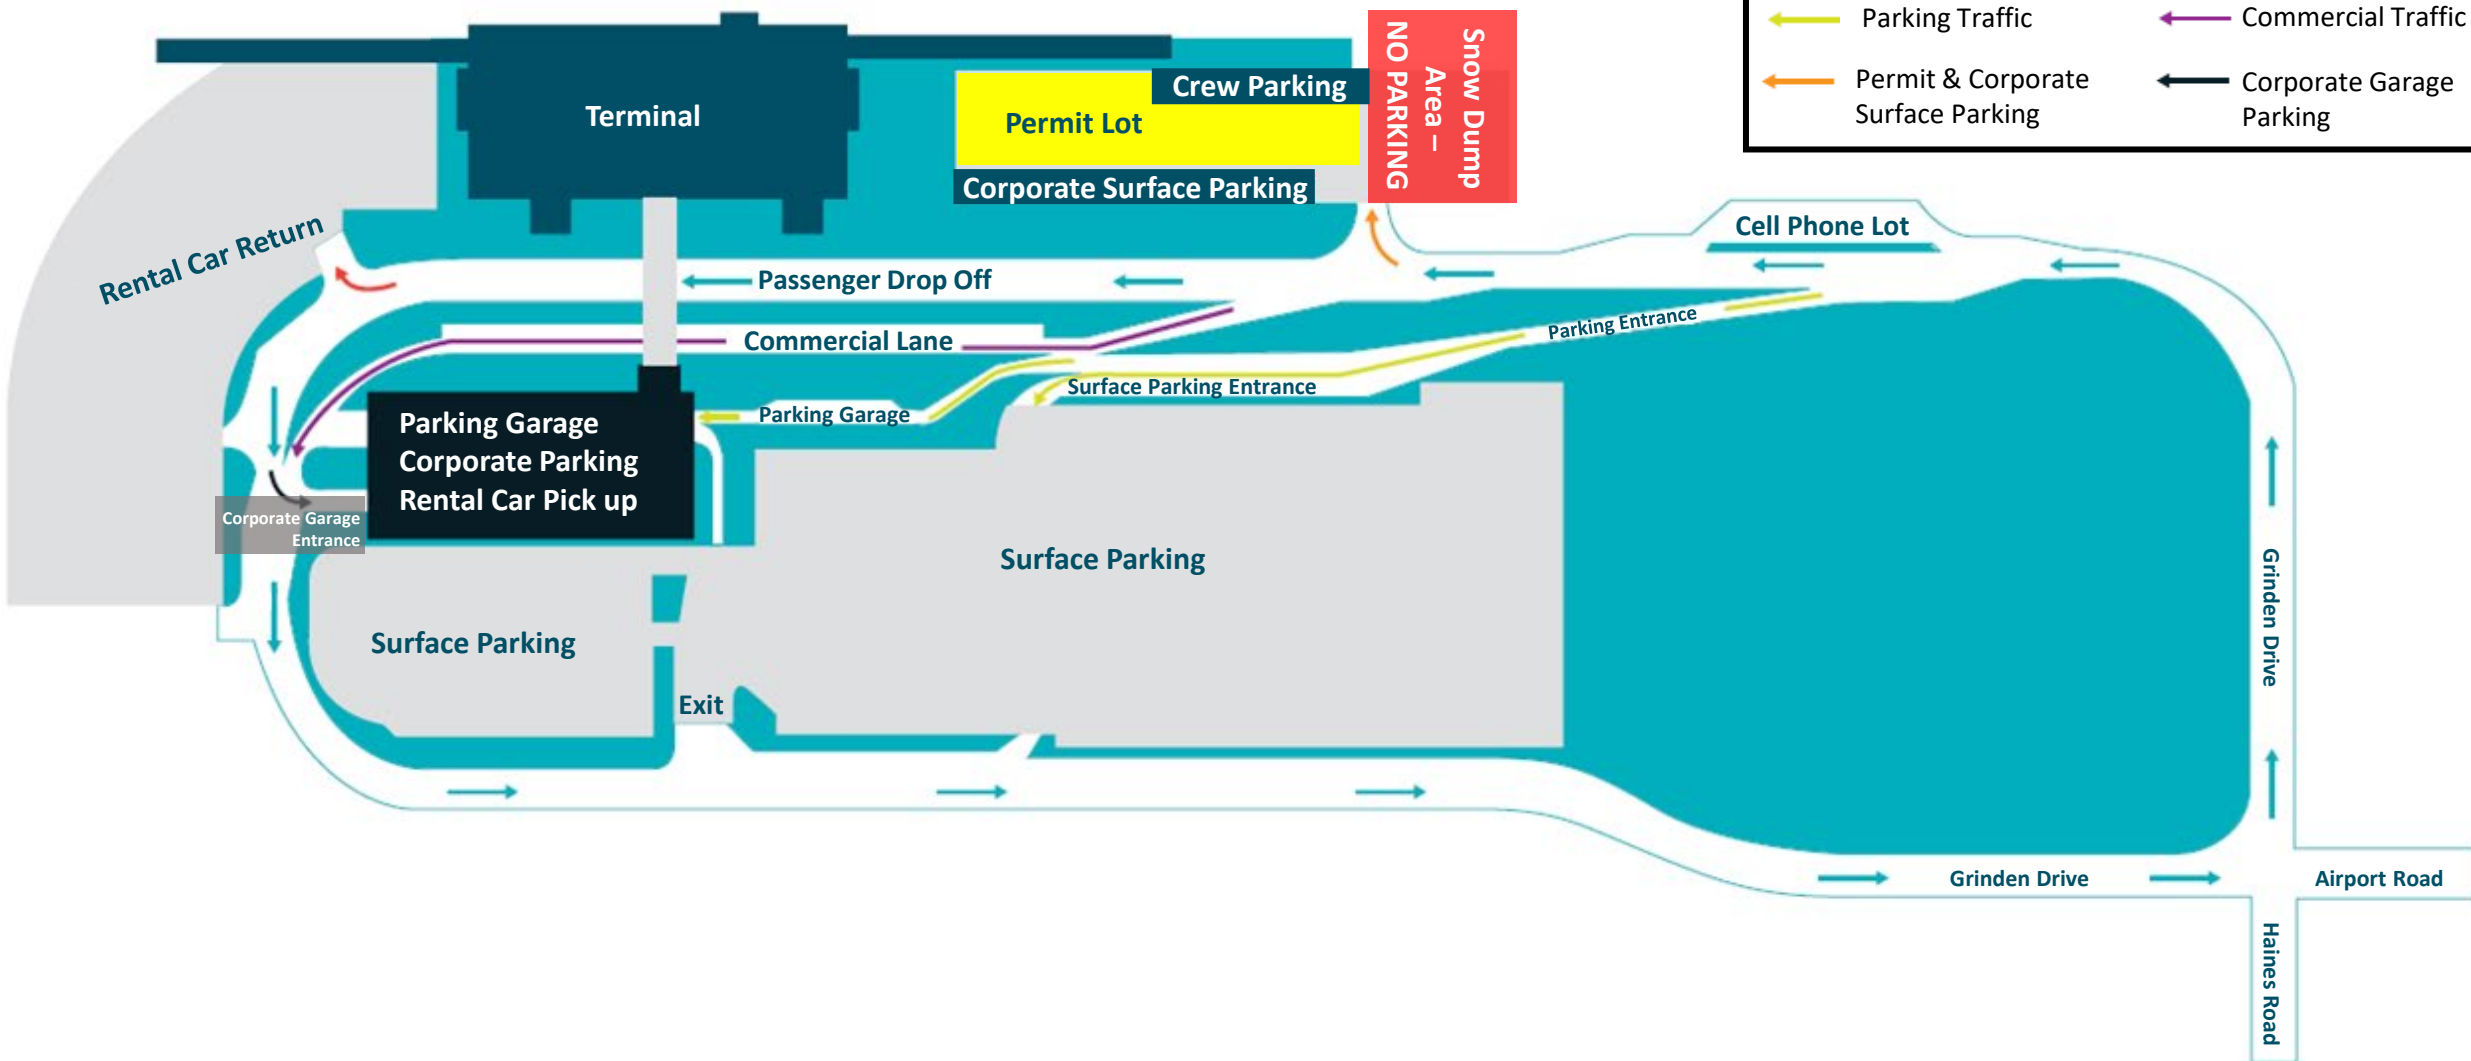 Parking Traffic
Commercial Traffic
Permit & Corporate
Surface Parking
Corporate Garage
Parking
Terminal
Permit Lot
Crew Parking
Corporate Surface Parking
Snow Dump
Area –
NO PARKING
Cell Phone Lot
Rental Car Return
Passenger Drop Off
Parking Entrance
Commercial Lane
Surface Parking Entrance
Parking Garage
Parking Garage
Corporate Parking
Rental Car Pick up
Corporate Garage
Entrance
Surface Parking
Surface Parking
Exit
Grinden Drive
Grinden Drive
Airport Road
Haines Road